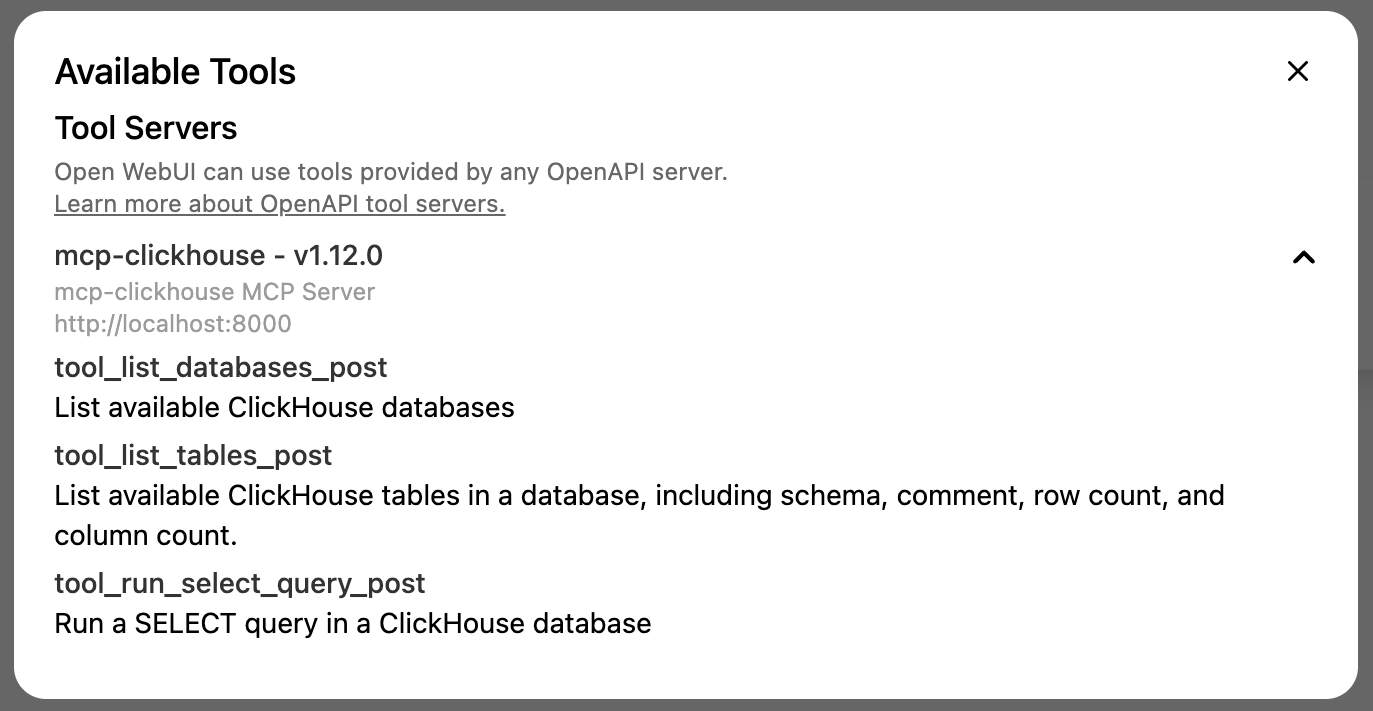 Available Tools
Tool Servers
Open WebUI can use tools provided by any OpenAPI server.
Learn more about OpenAPI tool servers.
mcp-clickhouse - v1.12.0
mcp-clickhouse MCP Server
http://localhost:8000
tool_list_databases_post
List available ClickHouse databases
tool_list_tables_post
List available ClickHouse tables in a database, including schema, comment, row count, and
column count.
tool_run_select_query_post
Run a SELECT query in a ClickHouse database